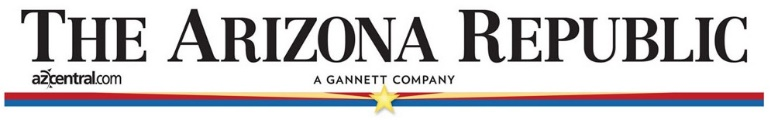 THE ARIZONA REPUBLIC
azcentral.com A GANNETT COMPANY